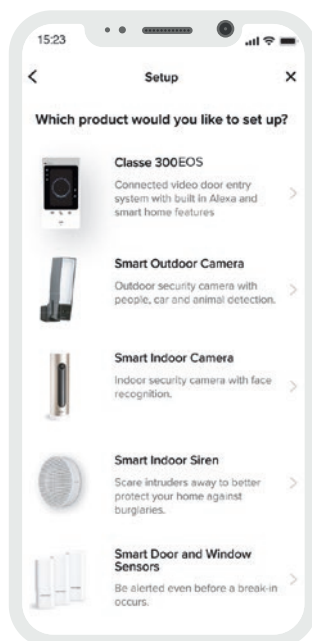 15:23
Setup
Which product would you like to set up?
Classe 300EOS
Connected video door entry
system with built in Alexa and
smart home features
Smart Outdoor Camera
Outdoor security camera with
people, car and animal detection.
Smart Indoor Camera
Indoor security camera with face
recognition.
Smart Indoor Siren
Scare intruders away to better
protect your home against
burglaries.
Smart Door and Window
Sensors
Be alerted even before a break-in
occurs.